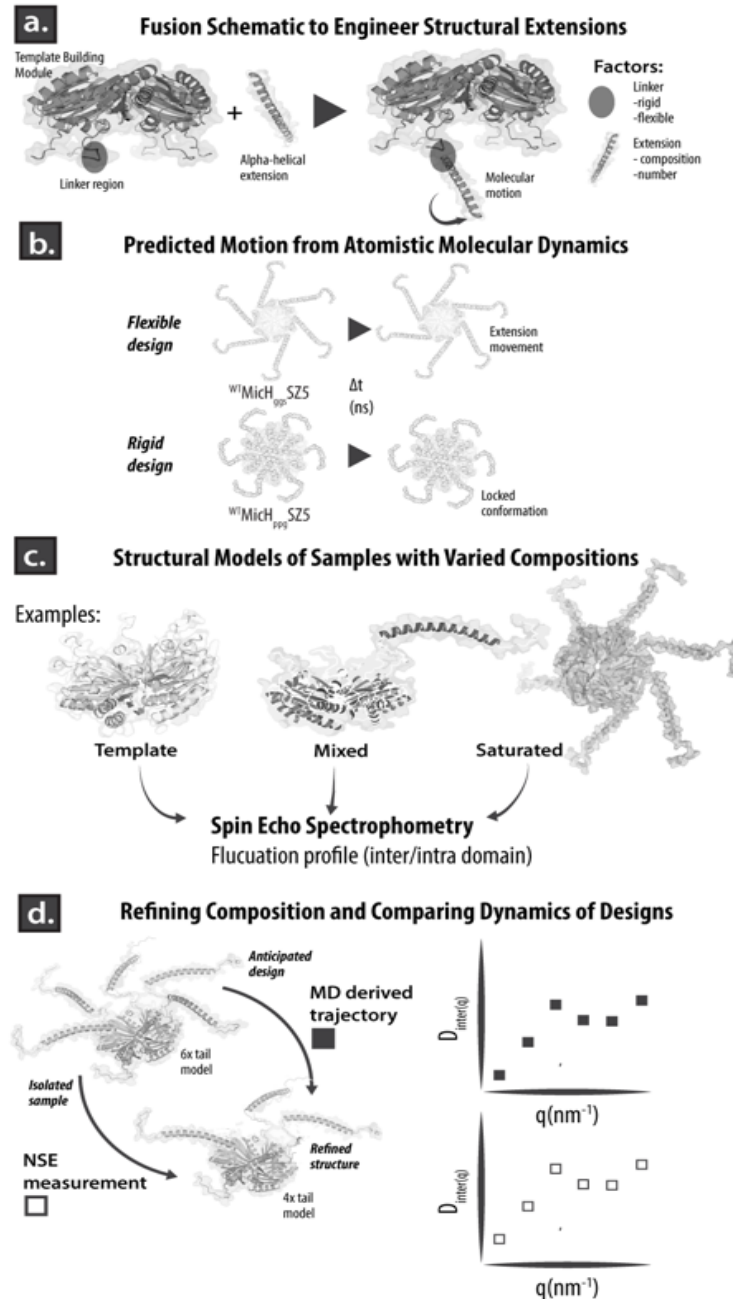 a.
Fusion Schematic to Engineer Structural Extensions
Template Building
Module
+
Linker region
Alpha-helical
extension
Molecular
motion
Factors:
Linker
-rigid
-flexible
Extension
- composition
-number
b.
Predicted Motion from Atomistic Molecular Dynamics
Flexible
design
Extension
movement
WTMicHggsSZ5
Δt
(ns)
Rigid
design
Locked
conformation
WTMicHppgSZ5
c.
Structural Models of Samples with Varied Compositions
Examples:
Template
Mixed
Saturated
Spin Echo Spectrophometry
Flucuation profile (inter/intra domain)
d.
Refining Composition and Comparing Dynamics of Designs
Anticipated
design
MD derived
trajectory
6x tail
model
Isolated
sample
Refined
structure
NSE
measurement
4x tail
model
Dinter(q)
q(nm-1)
Dinter(q)
q(nm-1)